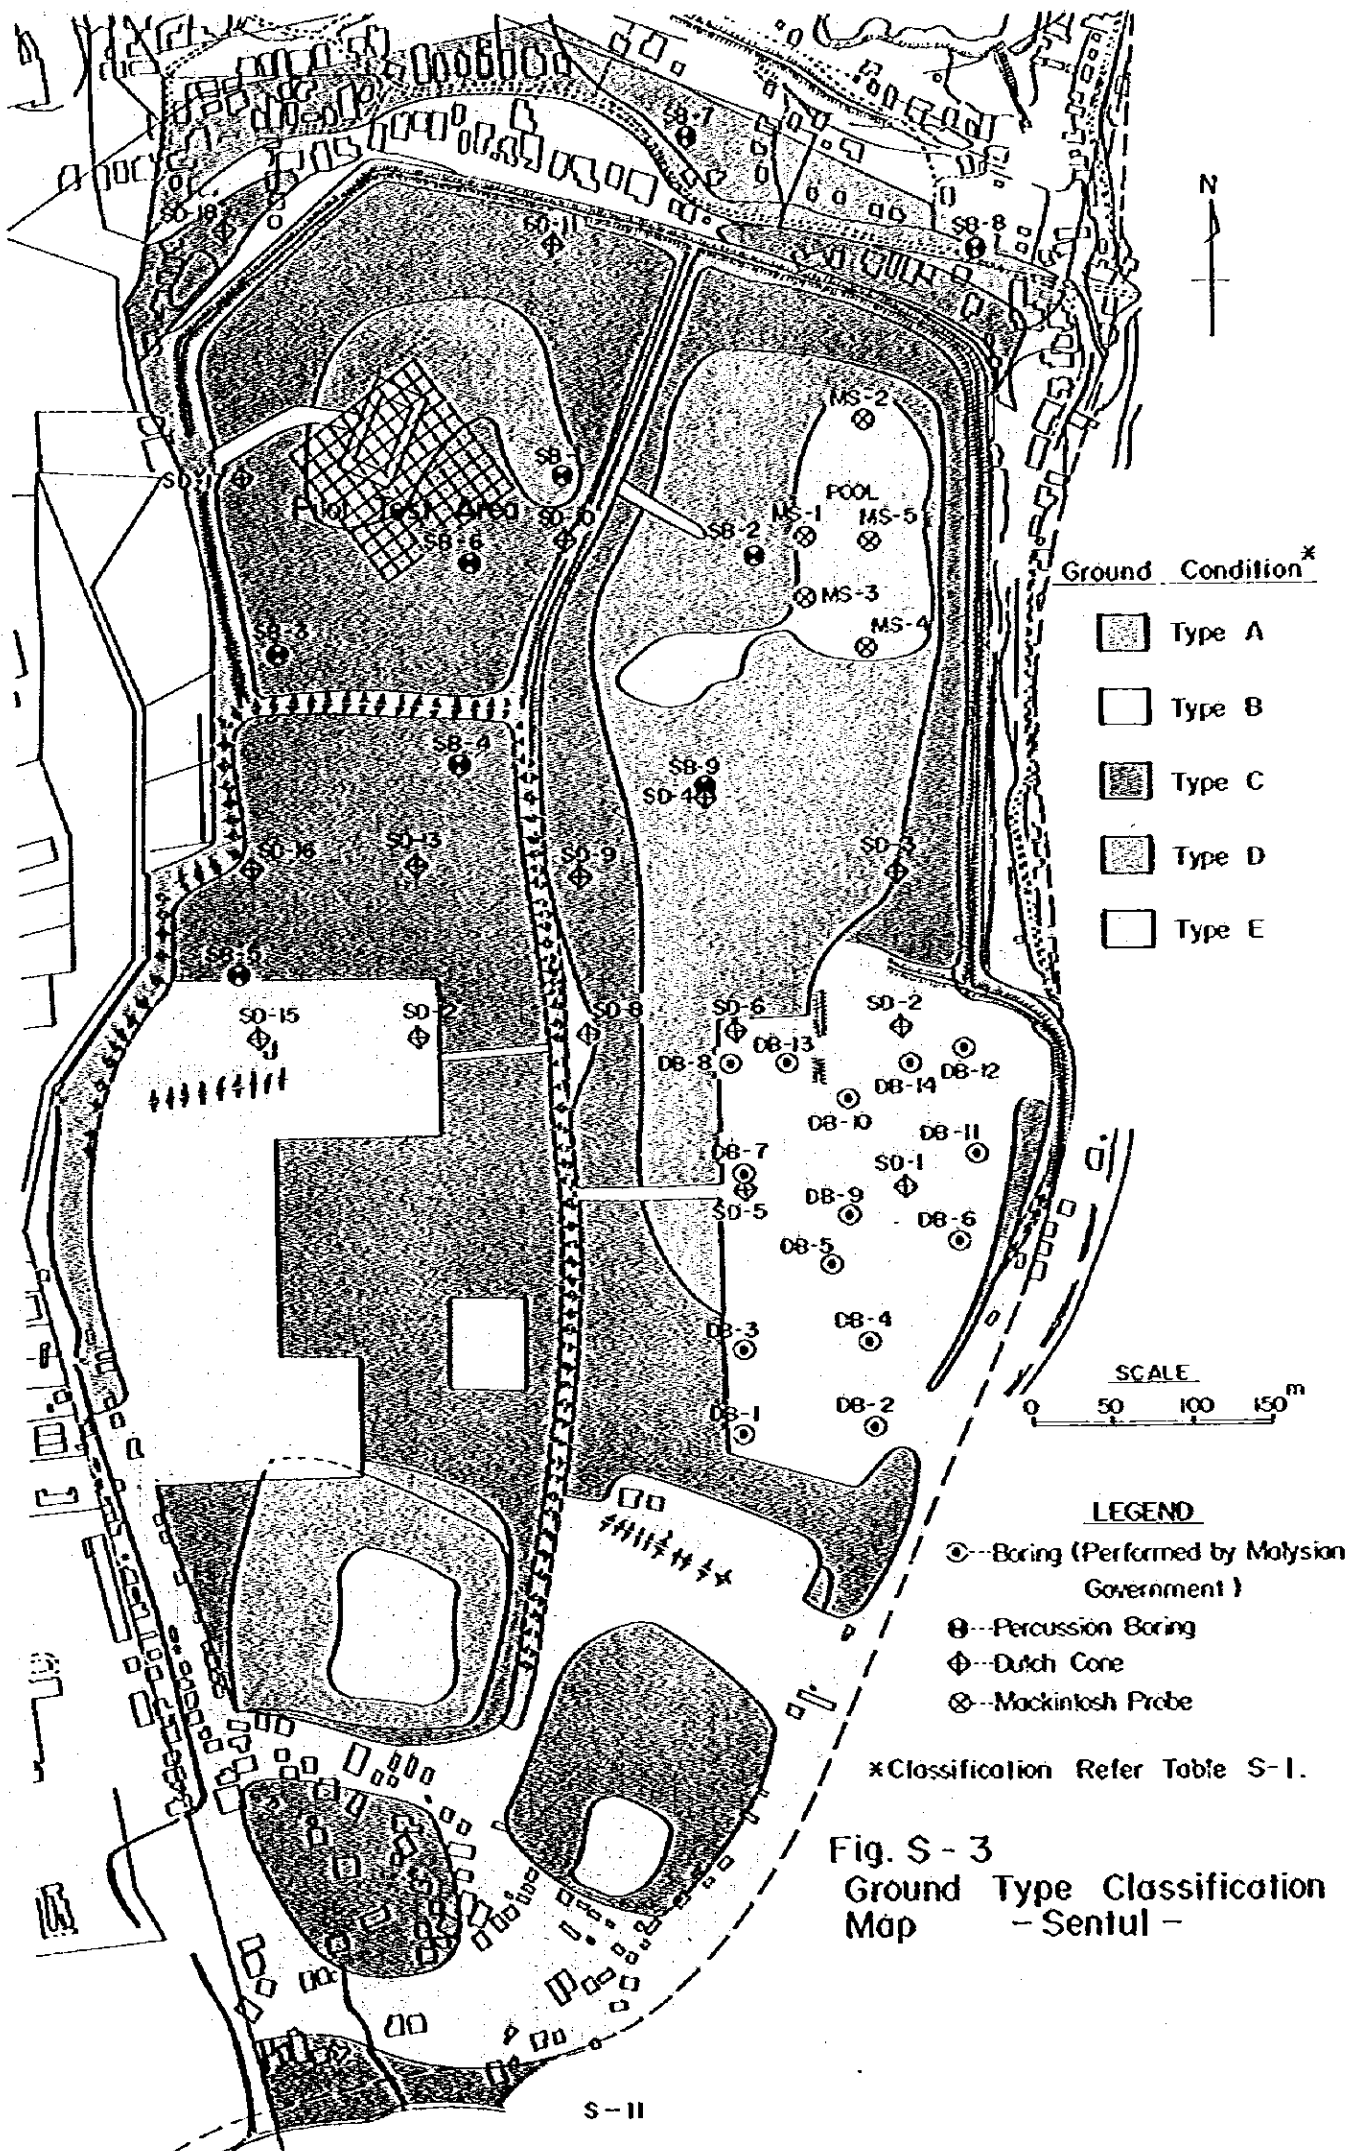 SB-7
SD-18
SD-11
SB-8
N
MS-2
SB-1
POOL
SD-10
SB-2
MS-1
MS-5
Pilot Test Area
SB-6
MS-3
MS-4
SB-3
SB-4
SB-9
SD-4
SD-16
SD-13
SD-9
SD-3
SB-5
SD-15
SD-2
SD-8
SD-6
SD-2
DB-8
DB-13
DB-14
DB-12
DB-10
DB-11
DB-7
SD-1
DB-9
SD-5
DB-6
DB-5
DB-3
DB-4
DB-1
DB-2
Ground Condition*
Type A
Type B
Type C
Type D
Type E
SCALE
0 50 100 150 m
LEGEND
Boring (Performed by Malysian
Government)
Percussion Boring
Dutch Cone
Mackintosh Probe
*Classification Refer Table S-1.
Fig. S-3
Ground Type Classification
Map -Sentul-
S-11